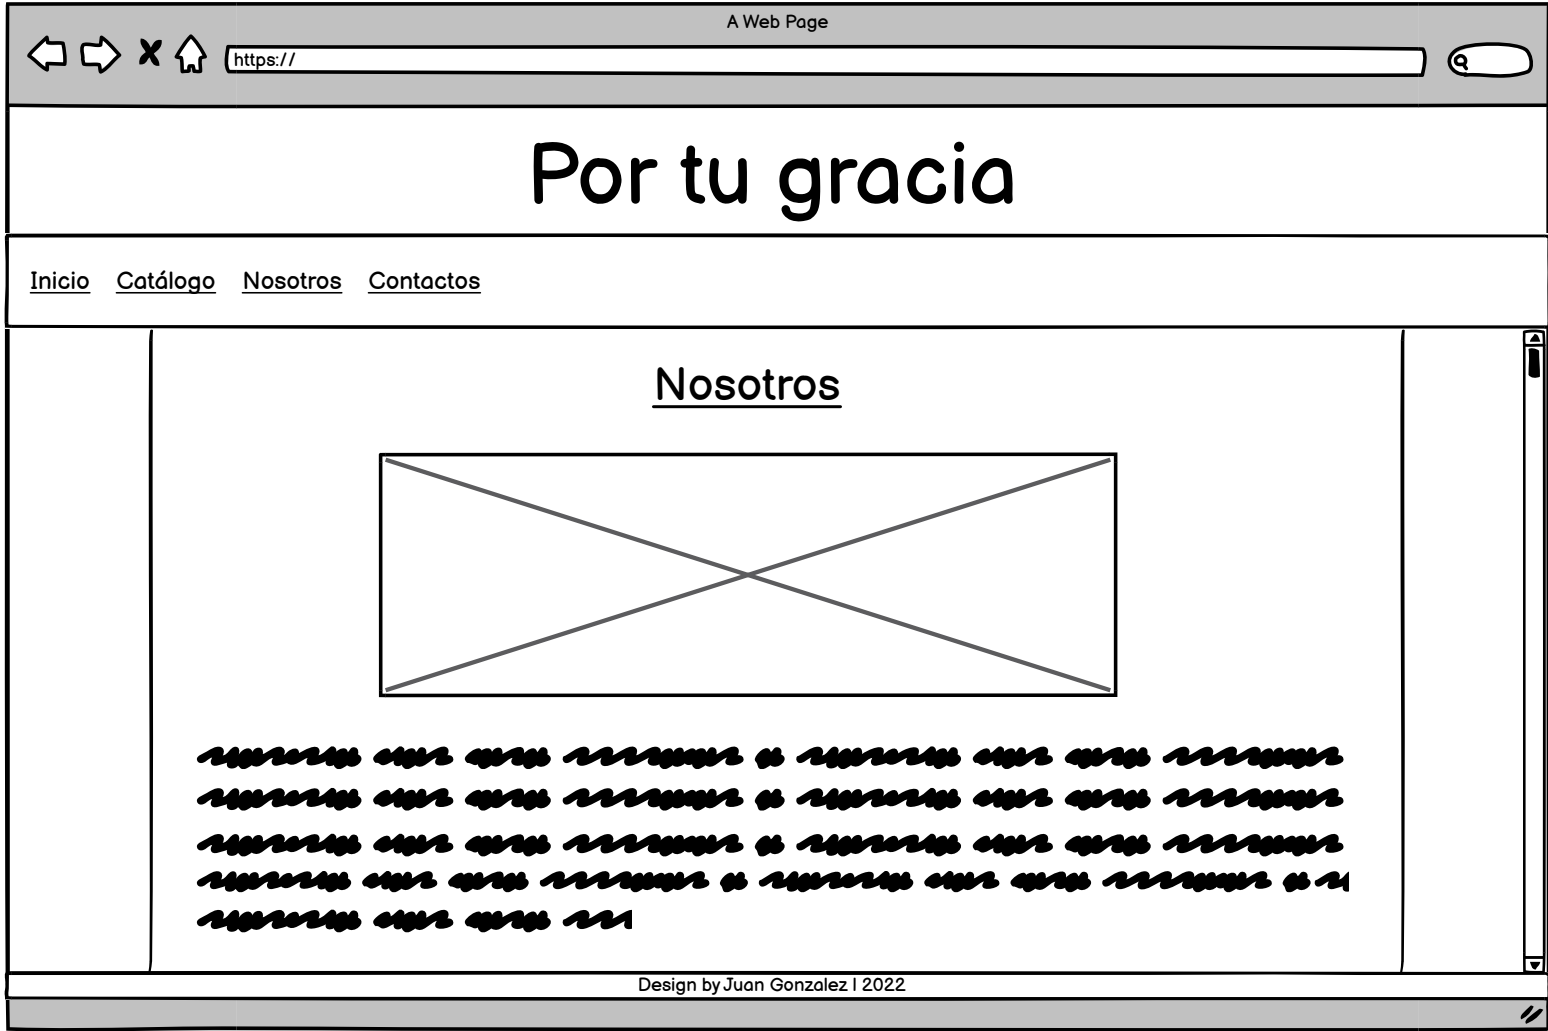 A Web Page
https://
Por tu gracia
Inicio Catálogo Nosotros Contactos
Nosotros
Design by Juan Gonzalez | 2022